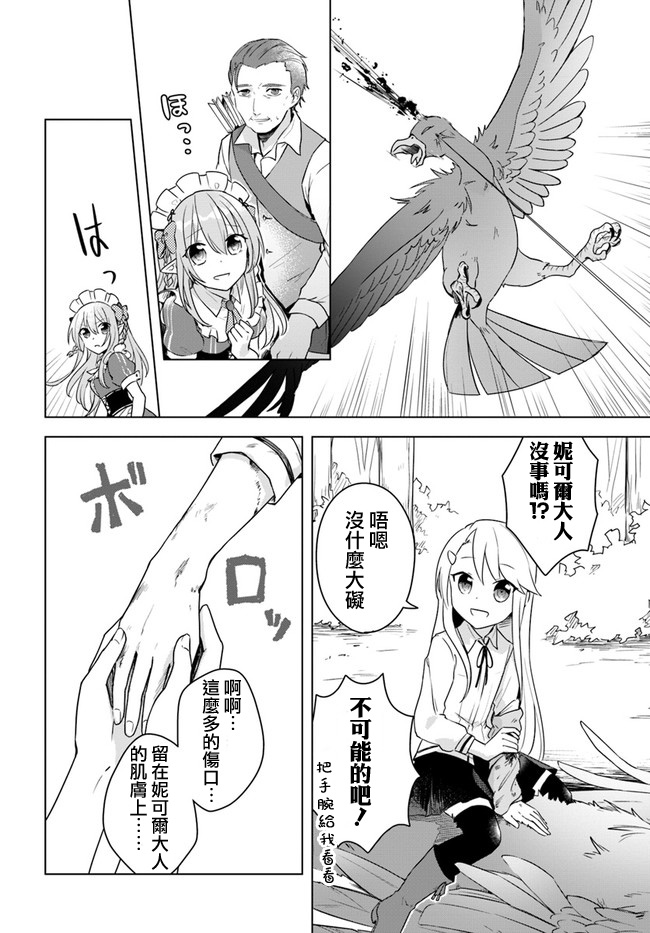 ほっ…
はっ
妮可爾大人
沒事嗎!?
唔嗯
沒什麼大礙
不可能的吧！
把手腕給我看看
ボロッ
啊啊…
這麼多的傷口…
留在妮可爾大人
的肌膚上……